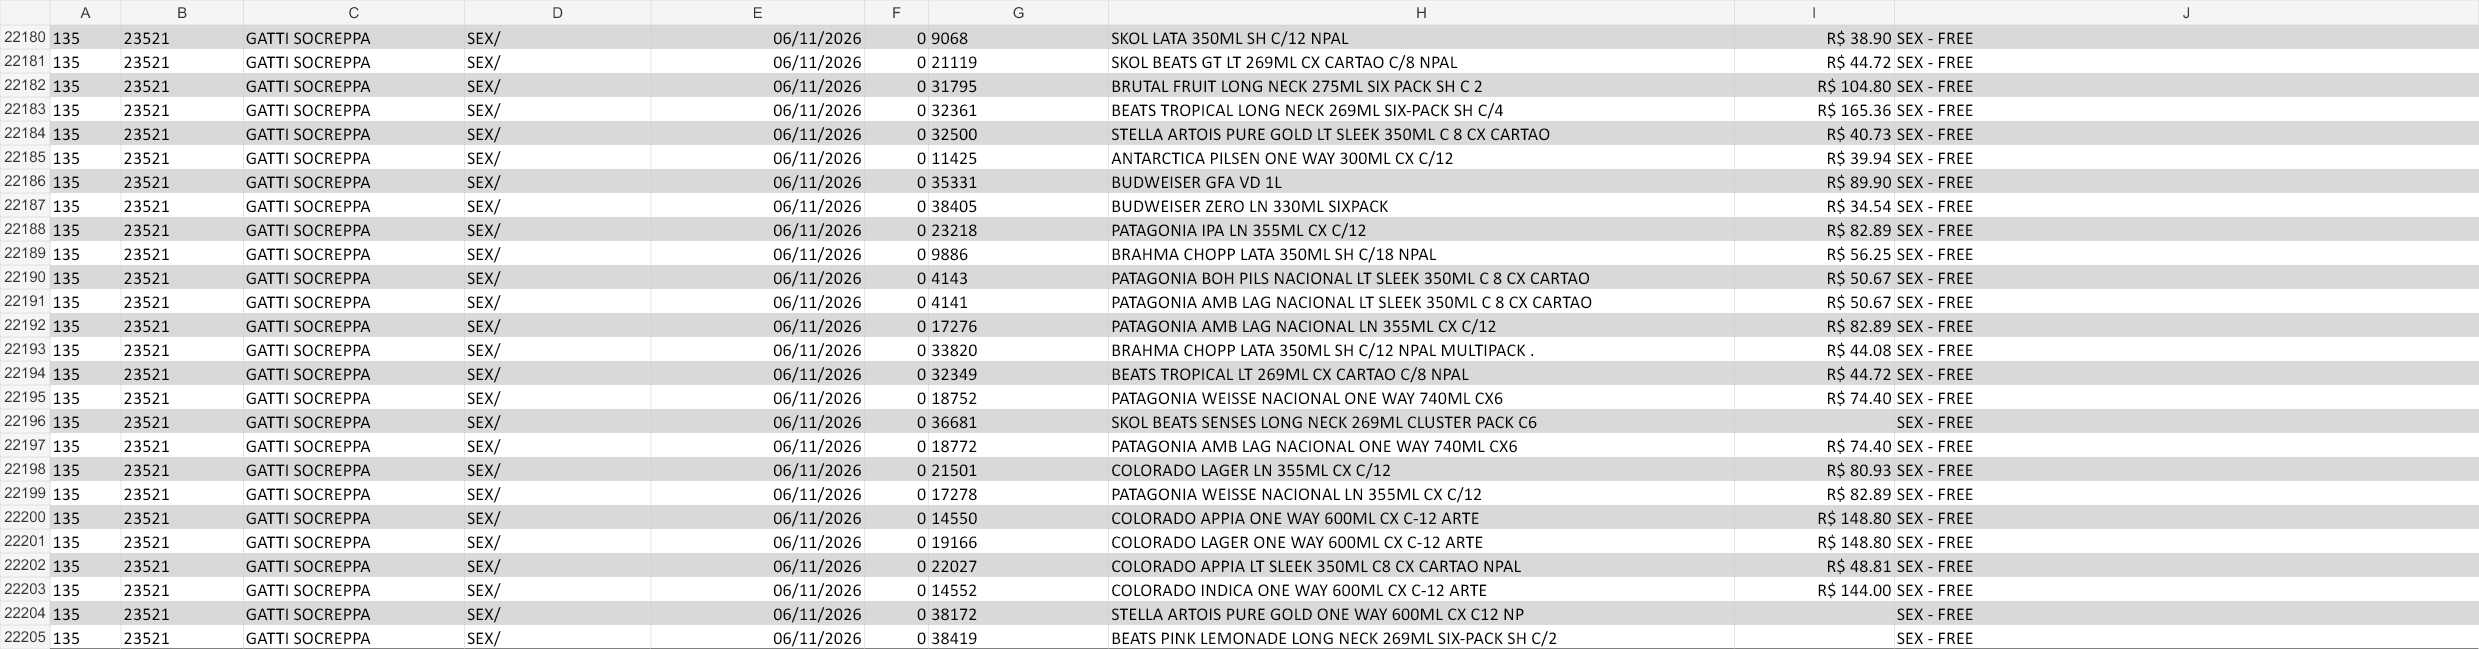 A B C D E F G H I J
22180 135 23521 GATTI SOCREPPA SEX/ 06/11/2026 0 9068 SKOL LATA 350ML SH C/12 NPAL R$ 38.90 SEX - FREE
22181 135 23521 GATTI SOCREPPA SEX/ 06/11/2026 0 21119 SKOL BEATS GT LT 269ML CX CARTAO C/8 NPAL R$ 44.72 SEX - FREE
22182 135 23521 GATTI SOCREPPA SEX/ 06/11/2026 0 31795 BRUTAL FRUIT LONG NECK 275ML SIX PACK SH C 2 R$ 104.80 SEX - FREE
22183 135 23521 GATTI SOCREPPA SEX/ 06/11/2026 0 32361 BEATS TROPICAL LONG NECK 269ML SIX-PACK SH C/4 R$ 165.36 SEX - FREE
22184 135 23521 GATTI SOCREPPA SEX/ 06/11/2026 0 32500 STELLA ARTOIS PURE GOLD LT SLEEK 350ML C 8 CX CARTAO R$ 40.73 SEX - FREE
22185 135 23521 GATTI SOCREPPA SEX/ 06/11/2026 0 11425 ANTARCTICA PILSEN ONE WAY 300ML CX C/12 R$ 39.94 SEX - FREE
22186 135 23521 GATTI SOCREPPA SEX/ 06/11/2026 0 35331 BUDWEISER GFA VD 1L R$ 89.90 SEX - FREE
22187 135 23521 GATTI SOCREPPA SEX/ 06/11/2026 0 38405 BUDWEISER ZERO LN 330ML SIXPACK R$ 34.54 SEX - FREE
22188 135 23521 GATTI SOCREPPA SEX/ 06/11/2026 0 23218 PATAGONIA IPA LN 355ML CX C/12 R$ 82.89 SEX - FREE
22189 135 23521 GATTI SOCREPPA SEX/ 06/11/2026 0 9886 BRAHMA CHOPP LATA 350ML SH C/18 NPAL R$ 56.25 SEX - FREE
22190 135 23521 GATTI SOCREPPA SEX/ 06/11/2026 0 4143 PATAGONIA BOH PILS NACIONAL LT SLEEK 350ML C 8 CX CARTAO R$ 50.67 SEX - FREE
22191 135 23521 GATTI SOCREPPA SEX/ 06/11/2026 0 4141 PATAGONIA AMB LAG NACIONAL LT SLEEK 350ML C 8 CX CARTAO R$ 50.67 SEX - FREE
22192 135 23521 GATTI SOCREPPA SEX/ 06/11/2026 0 17276 PATAGONIA AMB LAG NACIONAL LN 355ML CX C/12 R$ 82.89 SEX - FREE
22193 135 23521 GATTI SOCREPPA SEX/ 06/11/2026 0 33820 BRAHMA CHOPP LATA 350ML SH C/12 NPAL MULTIPACK . R$ 44.08 SEX - FREE
22194 135 23521 GATTI SOCREPPA SEX/ 06/11/2026 0 32349 BEATS TROPICAL LT 269ML CX CARTAO C/8 NPAL R$ 44.72 SEX - FREE
22195 135 23521 GATTI SOCREPPA SEX/ 06/11/2026 0 18752 PATAGONIA WEISSE NACIONAL ONE WAY 740ML CX6 R$ 74.40 SEX - FREE
22196 135 23521 GATTI SOCREPPA SEX/ 06/11/2026 0 36681 SKOL BEATS SENSES LONG NECK 269ML CLUSTER PACK C6 SEX - FREE
22197 135 23521 GATTI SOCREPPA SEX/ 06/11/2026 0 18772 PATAGONIA AMB LAG NACIONAL ONE WAY 740ML CX6 R$ 74.40 SEX - FREE
22198 135 23521 GATTI SOCREPPA SEX/ 06/11/2026 0 21501 COLORADO LAGER LN 355ML CX C/12 R$ 80.93 SEX - FREE
22199 135 23521 GATTI SOCREPPA SEX/ 06/11/2026 0 17278 PATAGONIA WEISSE NACIONAL LN 355ML CX C/12 R$ 82.89 SEX - FREE
22200 135 23521 GATTI SOCREPPA SEX/ 06/11/2026 0 14550 COLORADO APPIA ONE WAY 600ML CX C-12 ARTE R$ 148.80 SEX - FREE
22201 135 23521 GATTI SOCREPPA SEX/ 06/11/2026 0 19166 COLORADO LAGER ONE WAY 600ML CX C-12 ARTE R$ 148.80 SEX - FREE
22202 135 23521 GATTI SOCREPPA SEX/ 06/11/2026 0 22027 COLORADO APPIA LT SLEEK 350ML C8 CX CARTAO NPAL R$ 48.81 SEX - FREE
22203 135 23521 GATTI SOCREPPA SEX/ 06/11/2026 0 14552 COLORADO INDICA ONE WAY 600ML CX C-12 ARTE R$ 144.00 SEX - FREE
22204 135 23521 GATTI SOCREPPA SEX/ 06/11/2026 0 38172 STELLA ARTOIS PURE GOLD ONE WAY 600ML CX C12 NP SEX - FREE
22205 135 23521 GATTI SOCREPPA SEX/ 06/11/2026 0 38419 BEATS PINK LEMONADE LONG NECK 269ML SIX-PACK SH C/2 SEX - FREE